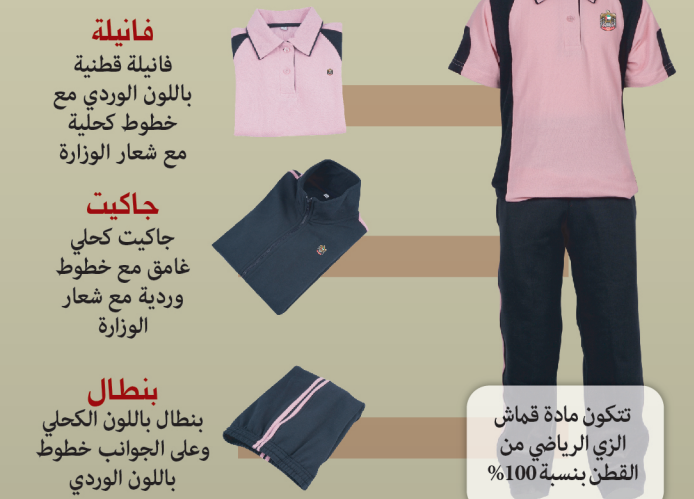 فانيلة
فانيلة قطنية
باللون الوردي مع
خطوط كحلية
مع شعار الوزارة
جاكيت
جاكيت كحلي
غامق مع خطوط
وردية مع شعار
الوزارة
بنطال
بنطال باللون الكحلي
وعلى الجوانب خطوط
باللون الوردي
تتكون مادة قماش
الزي الرياضي من
القطن بنسبة 100%